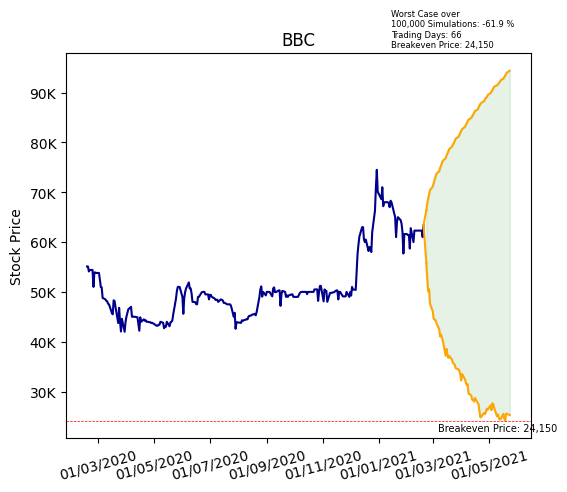 Worst Case over
100,000 Simulations: -61.9 %
Trading Days: 66
Breakeven Price: 24,150
BBC
Stock Price
90K
80K
70K
60K
50K
40K
30K
Breakeven Price: 24,150
01/03/2020
01/05/2020
01/07/2020
01/09/2020
01/11/2020
01/01/2021
01/03/2021
01/05/2021